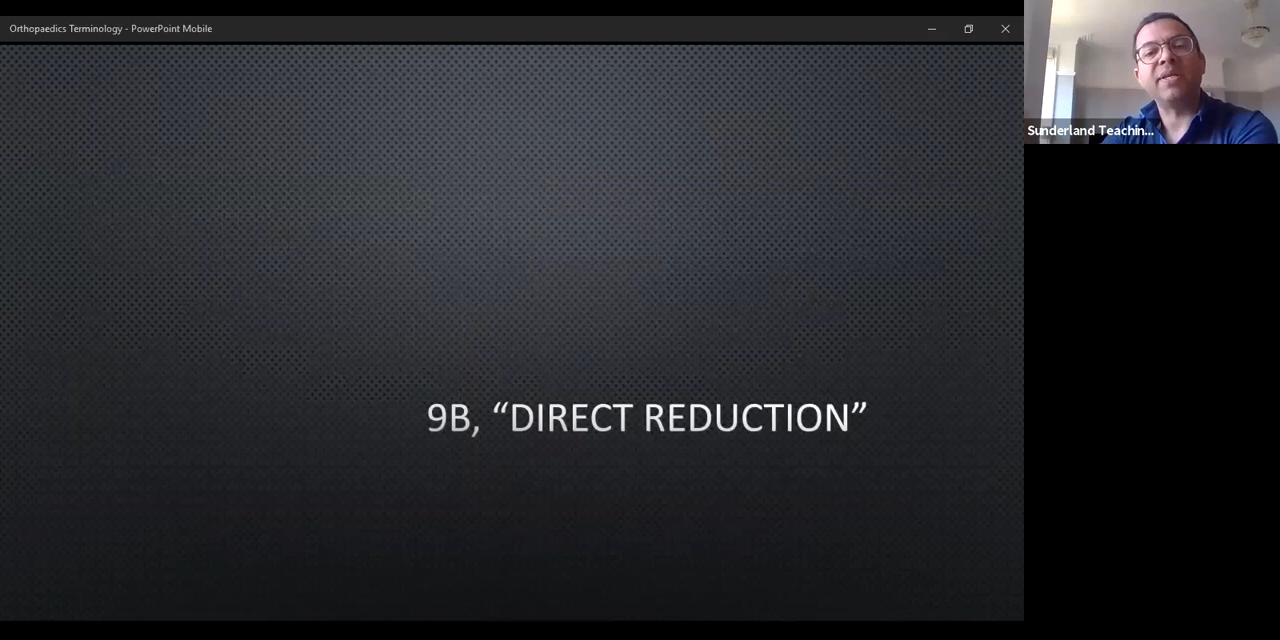 Orthopaedics Terminology - PowerPoint Mobile
Sunderland Teachin...
9B, “DIRECT REDUCTION”